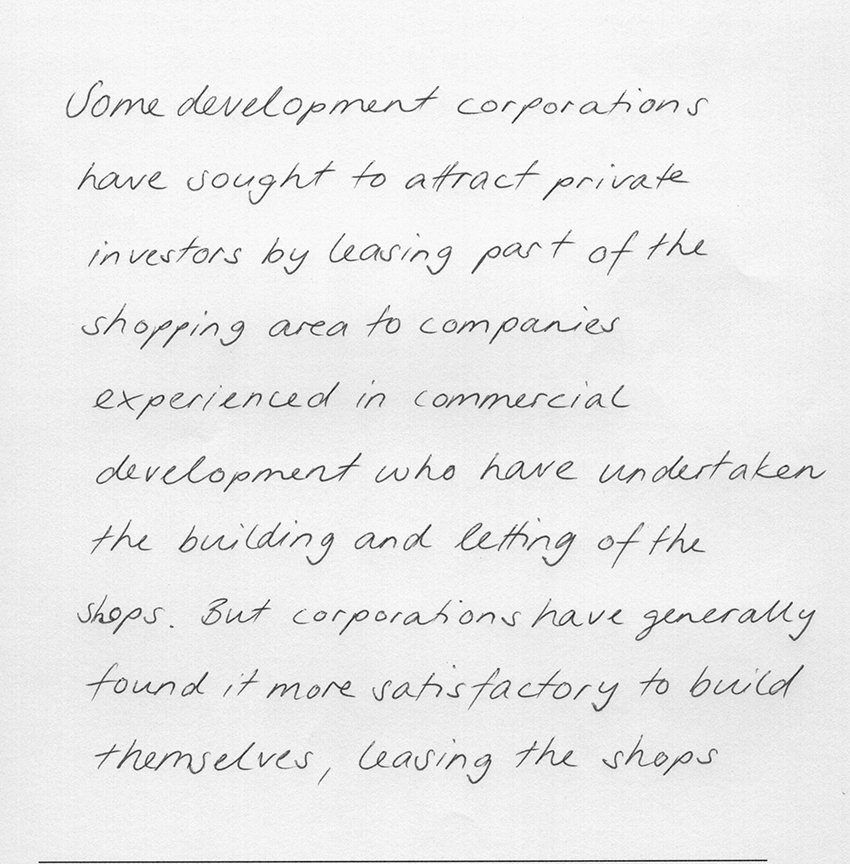 Some development corporations
have sought to attract private
investors by leasing part of the
shopping area to companies
experienced in commercial
development who have undertaken
the building and letting of the
shops. But corporations have generally
found it more satisfactory to build
themselves, leasing the shops